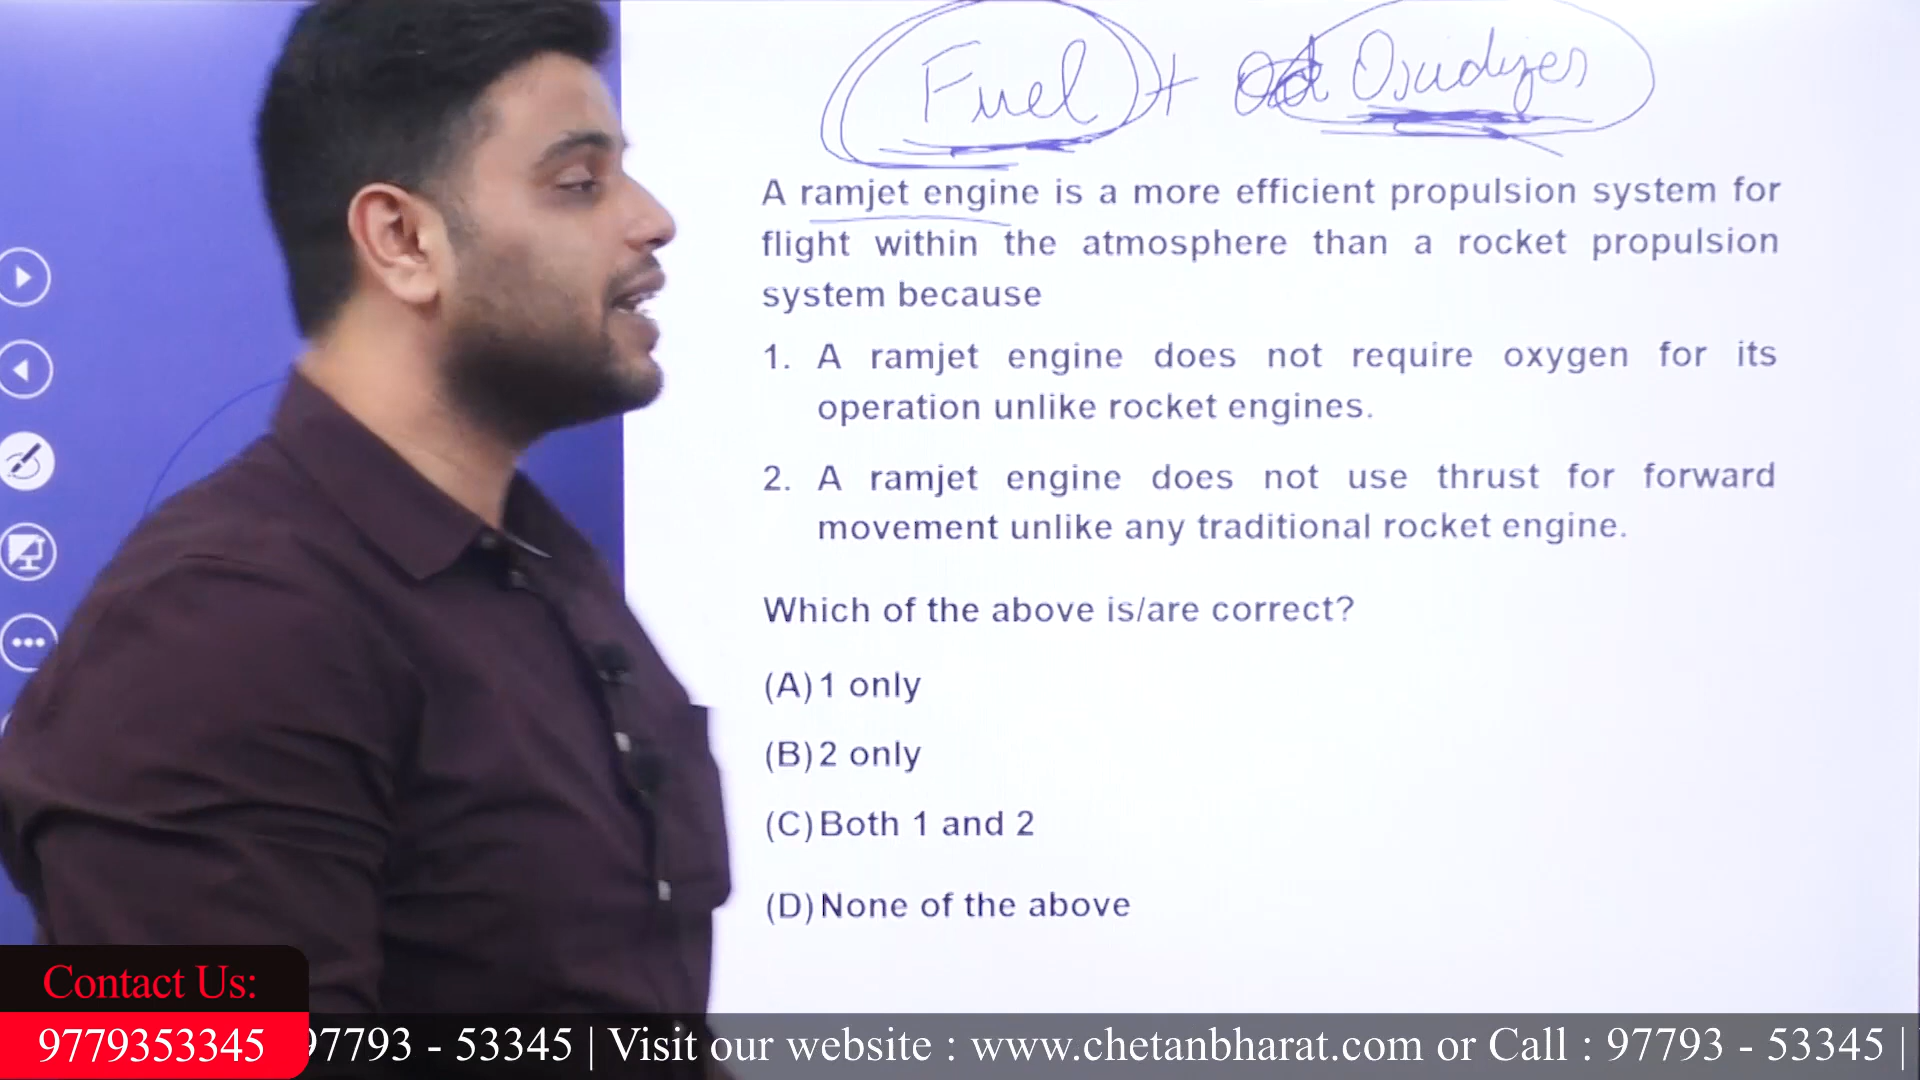 Fuel + Oxidizer
A ramjet engine is a more efficient propulsion system for
flight within the atmosphere than a rocket propulsion
system because
1. A ramjet engine does not require oxygen for its
operation unlike rocket engines.
2. A ramjet engine does not use thrust for forward
movement unlike any traditional rocket engine.
Which of the above is/are correct?
(A) 1 only
(B) 2 only
(C) Both 1 and 2
(D) None of the above
Contact Us:
9779353345
97793 - 53345 | Visit our website : www.chetanbharat.com or Call : 97793 - 53345 |